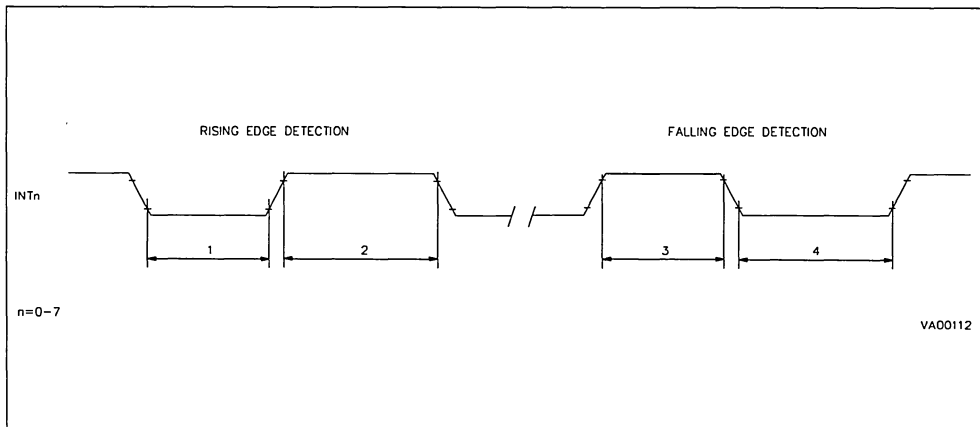 RISING EDGE DETECTION
FALLING EDGE DETECTION
INTn
1
2
3
4
n=0-7
VA00112